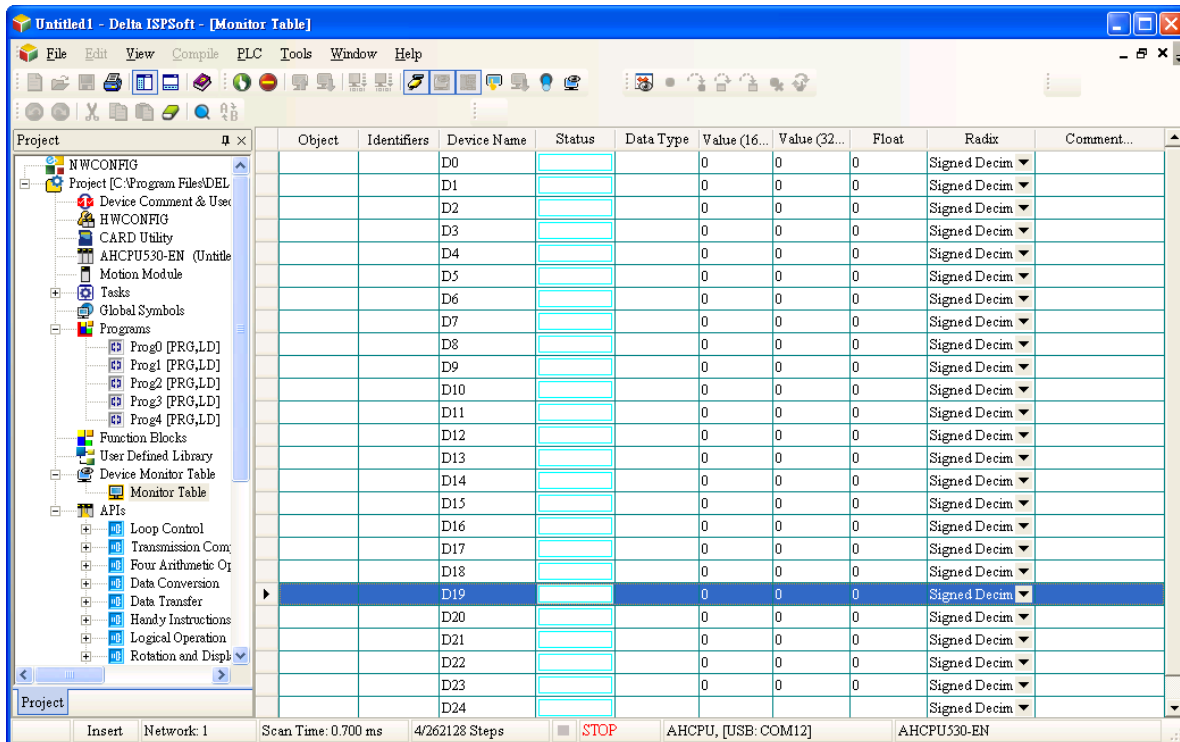 Untitled1 - Delta ISPSoft - [Monitor Table]
File Edit View Compile PLC Tools Window Help
Project
NWCONFIG
Project [C:\Program Files\DEL
Device Comment & Used
HWCONFIG
CARD Utility
AHCPU530-EN (Untitle
Motion Module
Tasks
Global Symbols
Programs
Prog0 [PRG,LD]
Prog1 [PRG,LD]
Prog2 [PRG,LD]
Prog3 [PRG,LD]
Prog4 [PRG,LD]
Function Blocks
User Defined Library
Device Monitor Table
Monitor Table
APIs
Loop Control
Transmission Com
Four Arithmetic Op
Data Conversion
Data Transfer
Handy Instructions
Logical Operation
Rotation and Displ
Project
Object Identifiers Device Name Status Data Type Value (16... Value (32... Float Radix Comment...
D0 0 0 0 Signed Decim
D1 0 0 0 Signed Decim
D2 0 0 0 Signed Decim
D3 0 0 0 Signed Decim
D4 0 0 0 Signed Decim
D5 0 0 0 Signed Decim
D6 0 0 0 Signed Decim
D7 0 0 0 Signed Decim
D8 0 0 0 Signed Decim
D9 0 0 0 Signed Decim
D10 0 0 0 Signed Decim
D11 0 0 0 Signed Decim
D12 0 0 0 Signed Decim
D13 0 0 0 Signed Decim
D14 0 0 0 Signed Decim
D15 0 0 0 Signed Decim
D16 0 0 0 Signed Decim
D17 0 0 0 Signed Decim
D18 0 0 0 Signed Decim
D19 0 0 0 Signed Decim
D20 0 0 0 Signed Decim
D21 0 0 0 Signed Decim
D22 0 0 0 Signed Decim
D23 0 0 0 Signed Decim
D24 Signed Decim
Insert Network: 1 Scan Time: 0.700 ms 4/262128 Steps STOP AHCPU, [USB: COM12] AHCPU530-EN